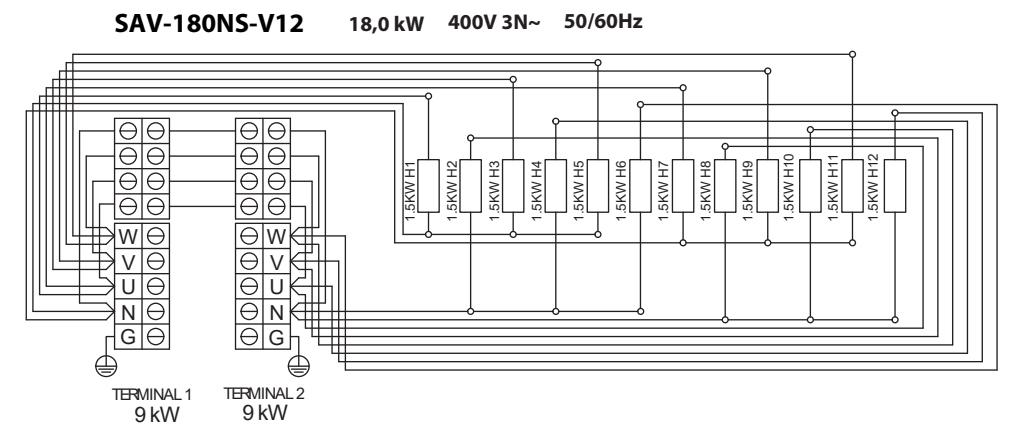 SAV-180NS-V12 18,0 kW 400V 3N~ 50/60Hz
1.5KW H1
1.5KW H2
1.5KW H3
1.5KW H4
1.5KW H5
1.5KW H6
1.5KW H7
1.5KW H8
1.5KW H9
1.5KW H10
1.5KW H11
1.5KW H12
W W
V V
U U
N N
G G
TERMINAL 1 TERMINAL 2
9 kW 9 kW